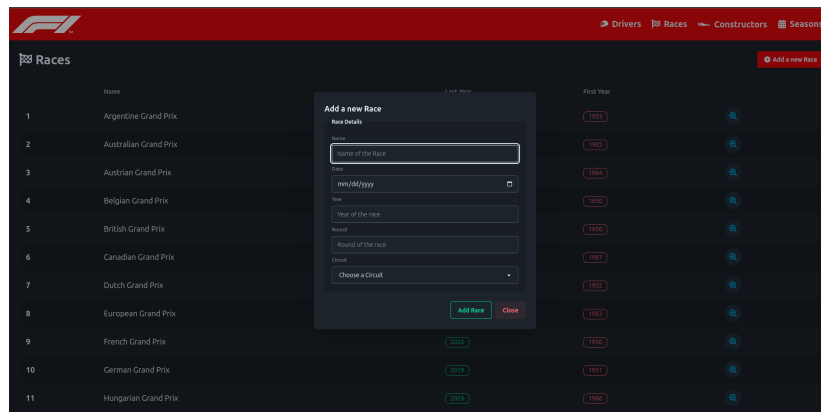 F1
Drivers Races Constructors Seasons
Races
Add a new Race
Name Last Year First Year
1 Argentine Grand Prix 1953
2 Australian Grand Prix 1985
3 Austrian Grand Prix 1964
4 Belgian Grand Prix 1950
5 British Grand Prix 1950
6 Canadian Grand Prix 1967
7 Dutch Grand Prix 1952
8 European Grand Prix 1983
9 French Grand Prix 2022 1950
10 German Grand Prix 2019 1951
11 Hungarian Grand Prix 2024 1986
Add a new Race
Race Details
Name
Name of the Race
Date
mm/dd/yyyy
Year
Year of the race
Round
Round of the race
Circuit
Choose a Circuit
Add Race Close